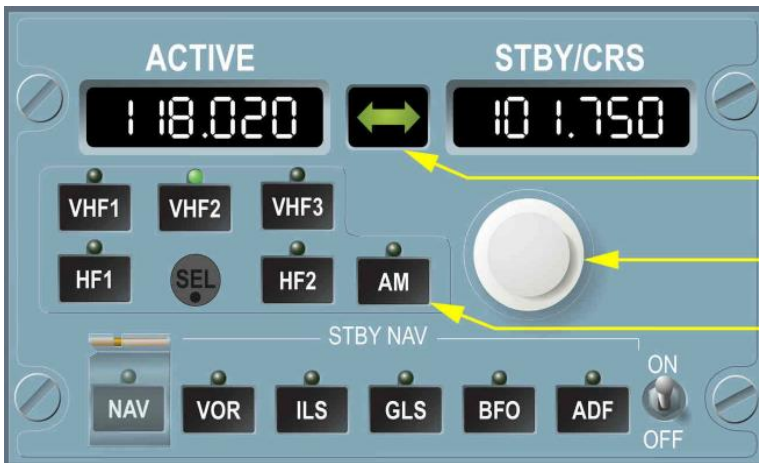 ACTIVE STBY/CRS
118.020 101.750
VHF1 VHF2 VHF3
HF1 SEL HF2 AM
STBY NAV
ON
NAV VOR ILS GLS BFO ADF
OFF